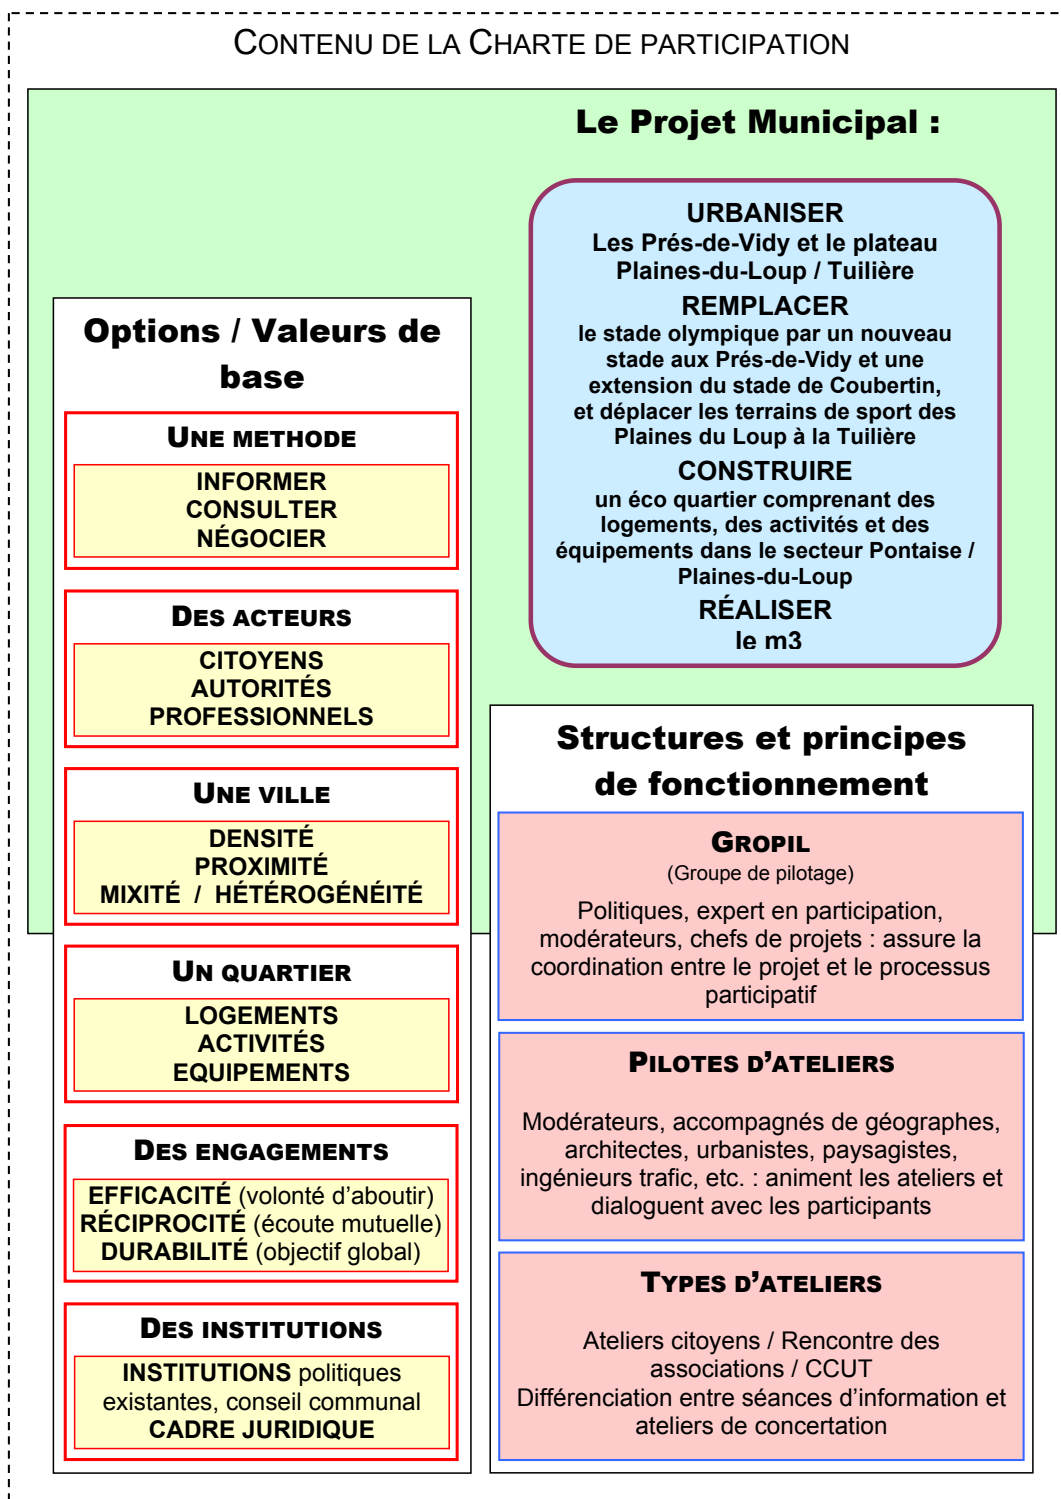 CONTENU DE LA CHARTE DE PARTICIPATION
Le Projet Municipal :
URBANISER
Les Prés-de-Vidy et le plateau
Plaines-du-Loup / Tuilière
REMPLACER
le stade olympique par un nouveau
stade aux Prés-de-Vidy et une
extension du stade de Coubertin,
et déplacer les terrains de sport des
Plaines du Loup à la Tuilière
CONSTRUIRE
un éco quartier comprenant des
logements, des activités et des
équipements dans le secteur Pontaise /
Plaines-du-Loup
RÉALISER
le m3
Options / Valeurs de
base
UNE METHODE
INFORMER
CONSULTER
NÉGOCIER
DES ACTEURS
CITOYENS
AUTORITÉS
PROFESSIONNELS
UNE VILLE
DENSITÉ
PROXIMITÉ
MIXITÉ / HÉTÉROGÉNÉITÉ
UN QUARTIER
LOGEMENTS
ACTIVITÉS
EQUIPEMENTS
DES ENGAGEMENTS
EFFICACITÉ (volonté d'aboutir)
RÉCIPROCITÉ (écoute mutuelle)
DURABILITÉ (objectif global)
DES INSTITUTIONS
INSTITUTIONS politiques
existantes, conseil communal
CADRE JURIDIQUE
Structures et principes
de fonctionnement
GROPIL
(Groupe de pilotage)
Politiques, expert en participation,
modérateurs, chefs de projets : assure la
coordination entre le projet et le processus
participatif
PILOTES D'ATELIERS
Modérateurs, accompagnés de géographes,
architectes, urbanistes, paysagistes,
ingénieurs trafic, etc. : animent les ateliers et
dialoguent avec les participants
TYPES D'ATELIERS
Ateliers citoyens / Rencontre des
associations / CCUT
Différenciation entre séances d'information et
ateliers de concertation